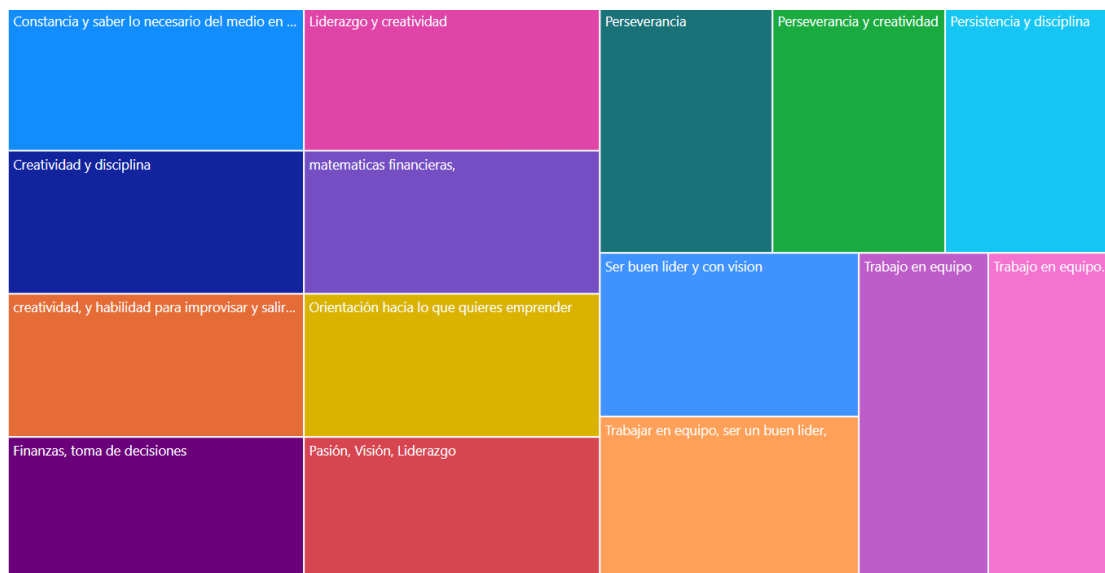 Constancia y saber lo necesario del medio en ...
Liderazgo y creatividad
Perseverancia
Perseverancia y creatividad
Persistencia y disciplina
Creatividad y disciplina
matematicas financieras,
Ser buen lider y con vision
Trabajo en equipo
Trabajo en equipo.
creatividad, y habilidad para improvisar y salir...
Orientación hacia lo que quieres emprender
Trabajar en equipo, ser un buen lider,
Finanzas, toma de decisiones
Pasión, Visión, Liderazgo